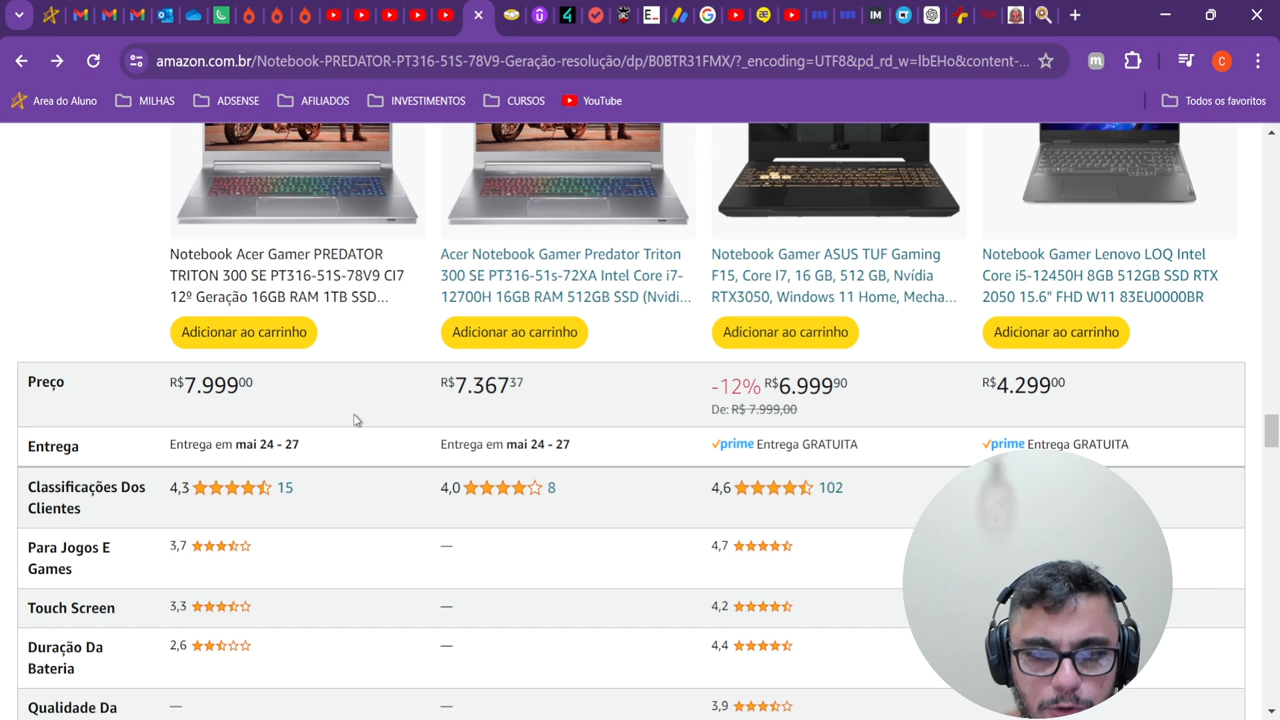 amazon.com.br/Notebook-PREDATOR-PT316-51S-78V9-Geração-resolução/dp/B0BTR31FMX/?_encoding=UTF8&pd_rd_w=lbEHo&content-...
Area do Aluno
MILHAS
ADSENSE
AFILIADOS
INVESTIMENTOS
CURSOS
YouTube
Todos os favoritos
Notebook Acer Gamer PREDATOR
TRITON 300 SE PT316-51S-78V9 CI7
12º Geração 16GB RAM 1TB SSD...
Adicionar ao carrinho
Acer Notebook Gamer Predator Triton
300 SE PT316-51s-72XA Intel Core i7-
12700H 16GB RAM 512GB SSD (Nvidi...
Adicionar ao carrinho
Notebook Gamer ASUS TUF Gaming
F15, Core I7, 16 GB, 512 GB, Nvídia
RTX3050, Windows 11 Home, Mecha...
Adicionar ao carrinho
Notebook Gamer Lenovo LOQ Intel
Core i5-12450H 8GB 512GB SSD RTX
2050 15.6" FHD W11 83EU0000BR
Adicionar ao carrinho
Preço
R$7.99900
R$7.36737
-12% R$6.99990
De: R$ 7.999,00
R$4.29900
Entrega
Entrega em mai 24 - 27
Entrega em mai 24 - 27
prime Entrega GRATUITA
prime Entrega GRATUITA
Classificações Dos
Clientes
4,3 15
4,0 8
4,6 102
Para Jogos E
Games
3,7
—
4,7
Touch Screen
3,3
—
4,2
Duração Da
Bateria
2,6
—
4,4
Qualidade Da
—
—
3,9